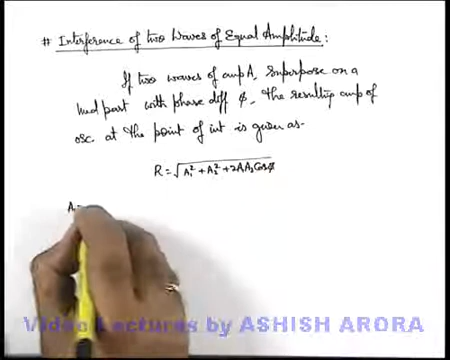 # Interference of two Waves of Equal Amplitude :
If two waves of amp A, Superpose on a
med part with phase diff ϕ, the resulting amp of
osc. at the point of int is given as-
R = √A₁² + A₂² + 2A₁A₂ Cosϕ
A =
Video Lectures by ASHISH ARORA